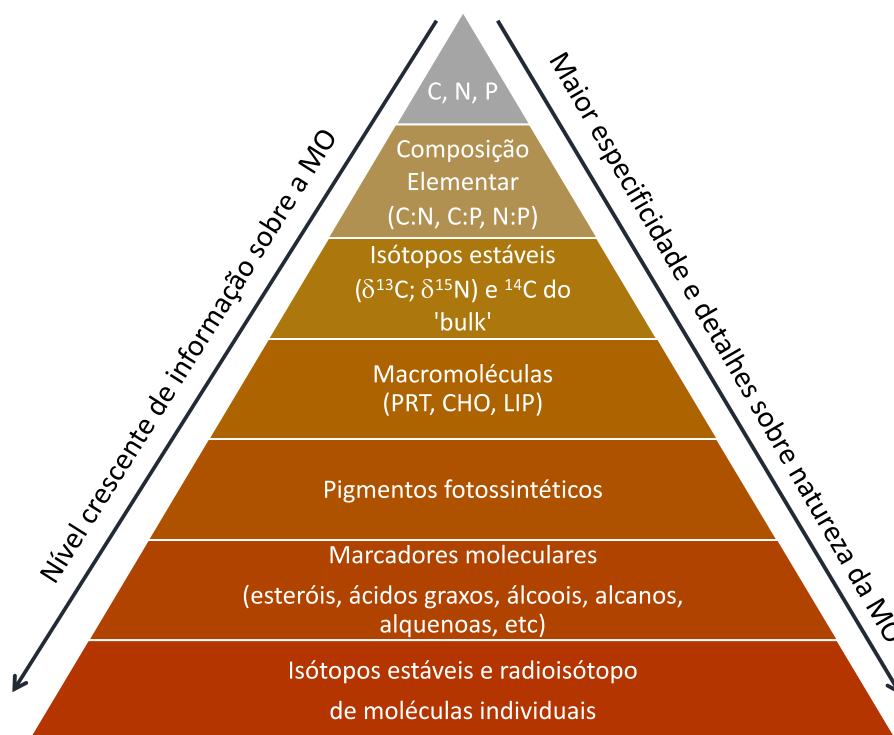 C, N, P
Composição
Elementar
(C:N, C:P, N:P)
Isótopos estáveis
(δ¹³C; δ¹⁵N) e ¹⁴C do
'bulk'
Macromoléculas
(PRT, CHO, LIP)
Pigmentos fotossintéticos
Marcadores moleculares
(esteróis, ácidos graxos, álcoois, alcanos,
alquenoas, etc)
Isótopos estáveis e radioisótopo
de moléculas individuais
Nível crescente de informação sobre a MO
Maior especificidade e detalhes sobre natureza da MO